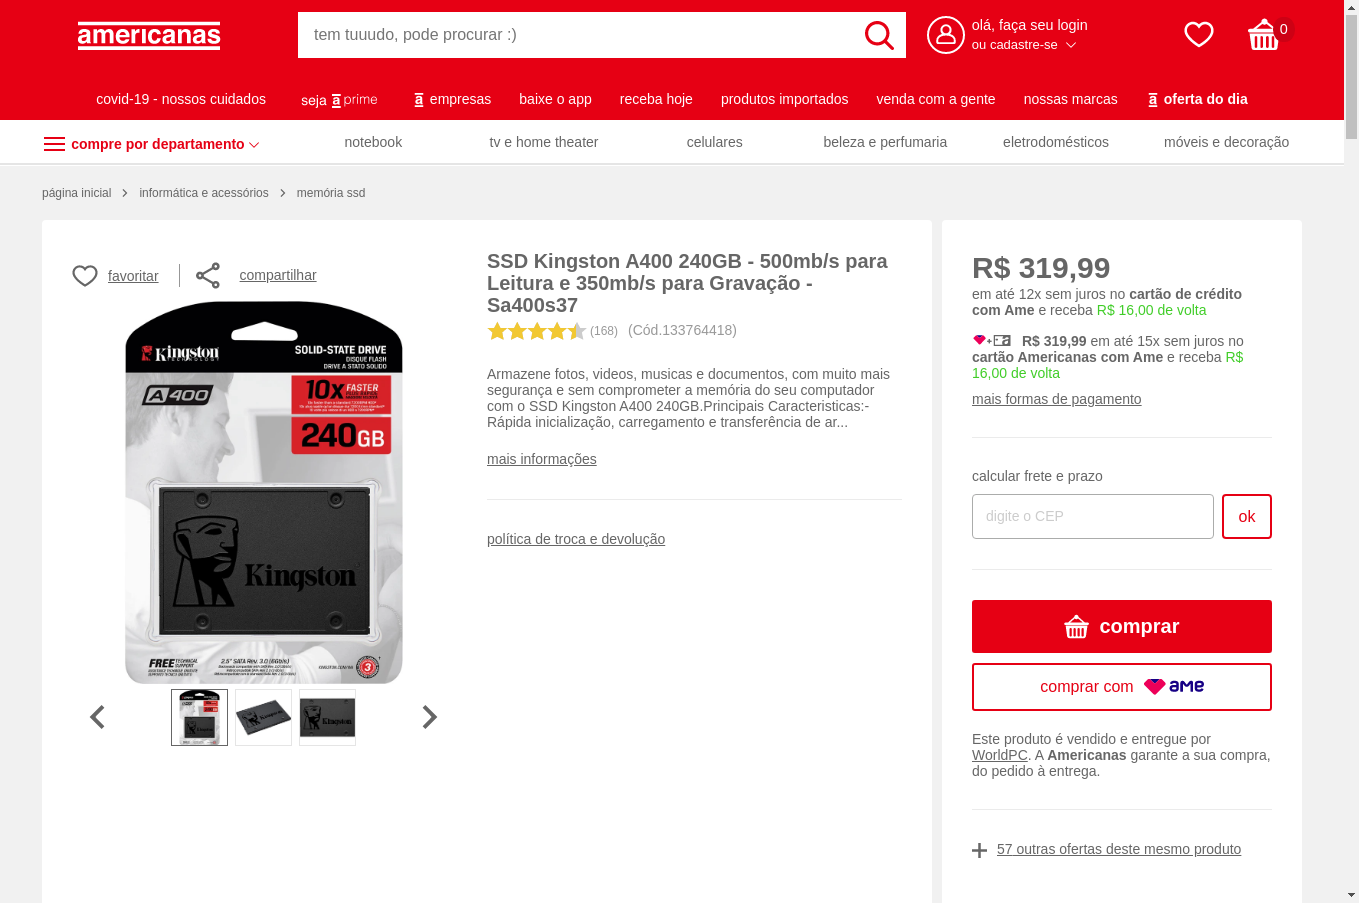 americanas
tem tuuudo, pode procurar :)
olá, faça seu login
ou cadastre-se
0
covid-19 - nossos cuidados
seja a prime
a empresas
baixe o app
receba hoje
produtos importados
venda com a gente
nossas marcas
a oferta do dia
compre por departamento
notebook
tv e home theater
celulares
beleza e perfumaria
eletrodomésticos
móveis e decoração
página inicial
informática e acessórios
memória ssd
favoritar
compartilhar
Kingston
TECHNOLOGY
SOLID-STATE DRIVE
DISQUE FLASH
DRIVE A STATO SOLIDO
A400
10x FASTER
240GB
Kingston
FREE TECHNICAL
SUPPORT
2.5" SATA Rev. 3.0 (6Gb/s)
3
SSD Kingston A400 240GB - 500mb/s para
Leitura e 350mb/s para Gravação -
Sa400s37
(168) (Cód.133764418)
Armazene fotos, videos, musicas e documentos, com muito mais
segurança e sem comprometer a memória do seu computador
com o SSD Kingston A400 240GB.Principais Caracteristicas:-
Rápida inicialização, carregamento e transferência de ar...
mais informações
política de troca e devolução
R$ 319,99
em até 12x sem juros no cartão de crédito
com Ame e receba R$ 16,00 de volta
R$ 319,99 em até 15x sem juros no
cartão Americanas com Ame e receba R$
16,00 de volta
mais formas de pagamento
calcular frete e prazo
digite o CEP
ok
comprar
comprar com ame
Este produto é vendido e entregue por
WorldPC. A Americanas garante a sua compra,
do pedido à entrega.
57 outras ofertas deste mesmo produto